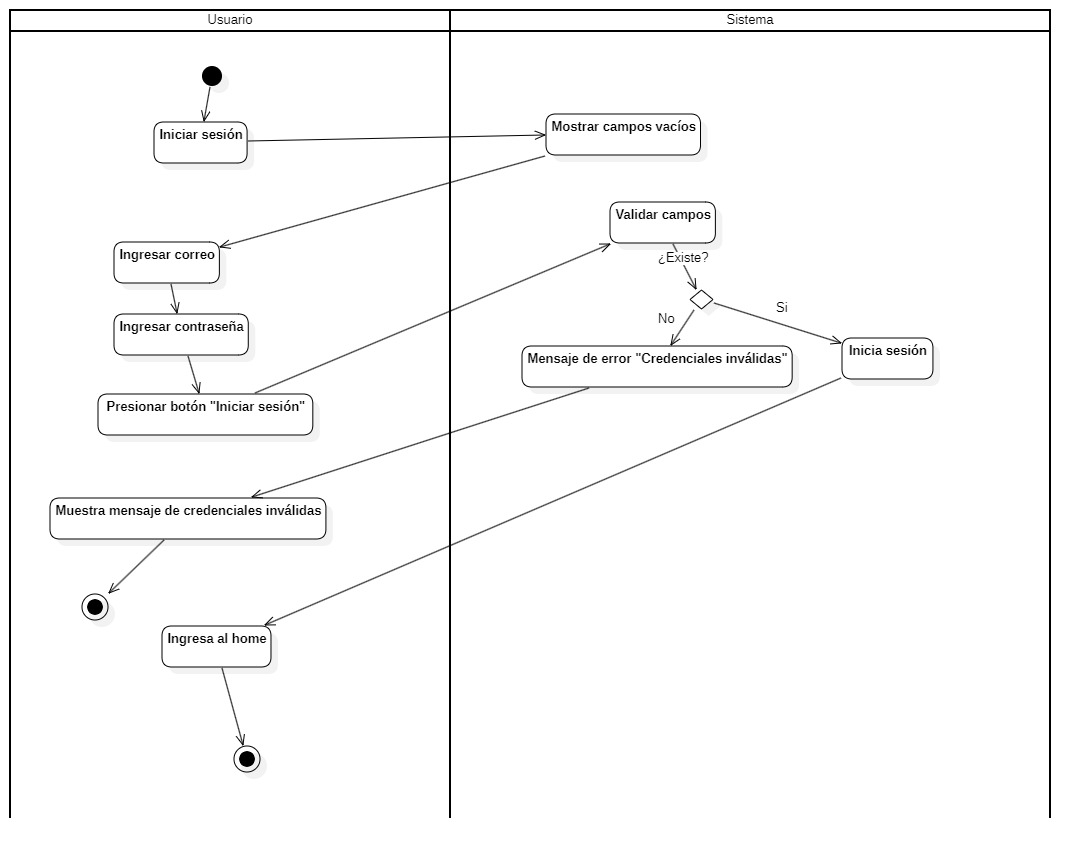 Usuario
Sistema
Iniciar sesión
Mostrar campos vacíos
Validar campos
¿Existe?
Ingresar correo
Ingresar contraseña
Presionar botón "Iniciar sesión"
No
Si
Mensaje de error "Credenciales inválidas"
Inicia sesión
Muestra mensaje de credenciales inválidas
Ingresa al home